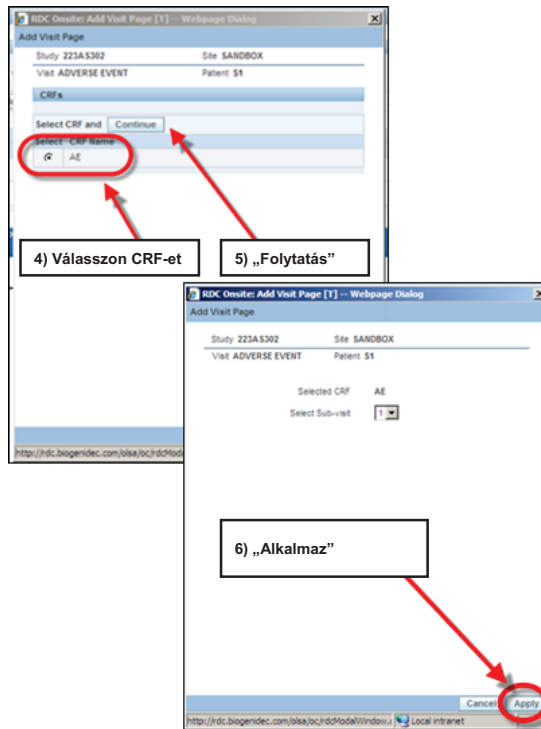 RDC Onsite: Add Visit Page [T] -- Webpage Dialog
Add Visit Page
Study 223AS302 Site SANDBOX
Visit ADVERSE EVENT Patient S1
CRFs
Select CRF and Continue
Select CRF Name
AE
4) Válasszon CRF-et
5) „Folytatás”
http://rdc.biogenidec.com/olsa/oc/rdcModa
RDC Onsite: Add Visit Page [T] -- Webpage Dialog
Add Visit Page
Study 223AS302 Site SANDBOX
Visit ADVERSE EVENT Patient S1
Selected CRF AE
Select Sub-visit 1
6) „Alkalmaz”
Cancel Apply
http://rdc.biogenidec.com/olsa/oc/rdcModalWindow. Local intranet